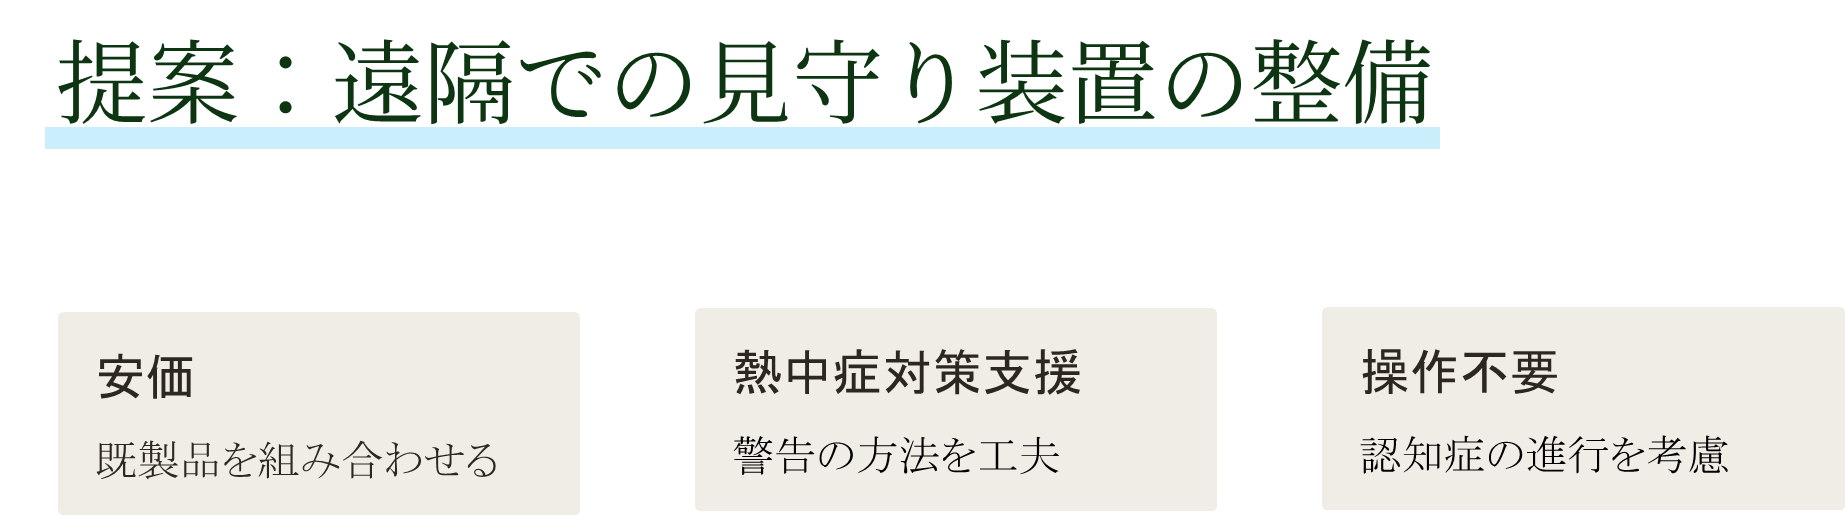 提案：遠隔での見守り装置の整備
安価
既製品を組み合わせる
熱中症対策支援
警告の方法を工夫
操作不要
認知症の進行を考慮